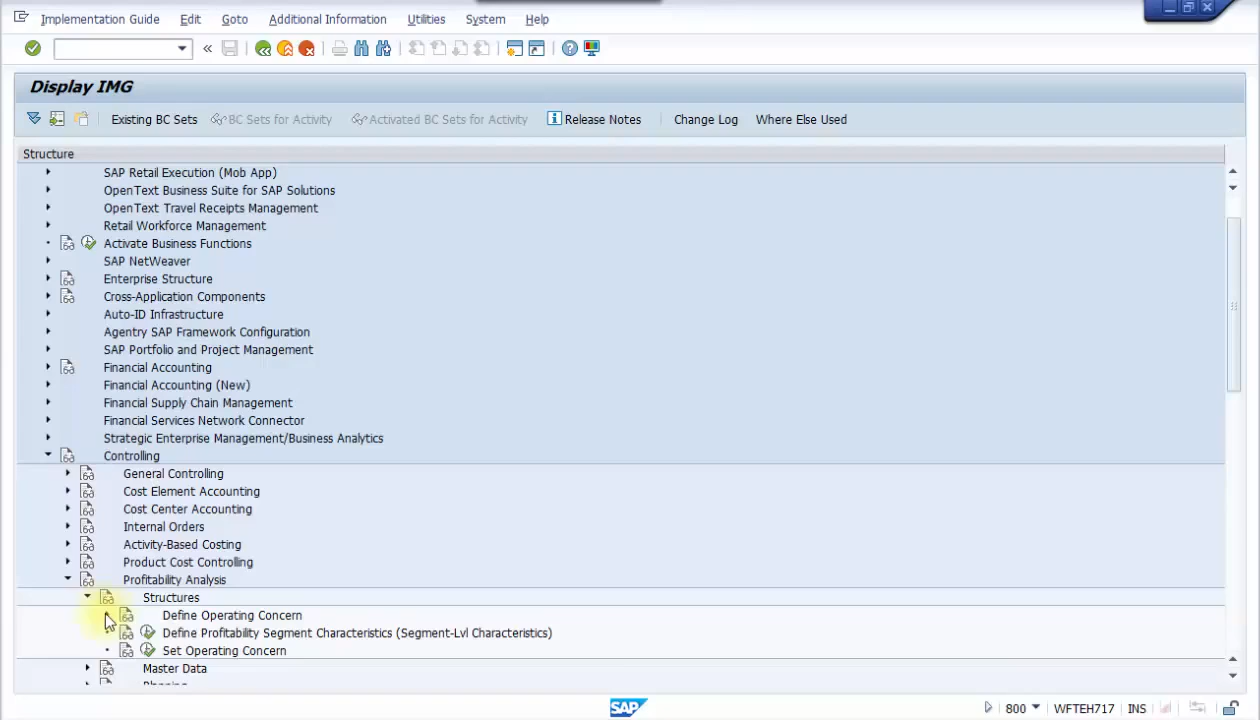 Implementation Guide Edit Goto Additional Information Utilities System Help
Display IMG
Existing BC Sets BC Sets for Activity Activated BC Sets for Activity Release Notes Change Log Where Else Used
Structure
SAP Retail Execution (Mob App)
OpenText Business Suite for SAP Solutions
OpenText Travel Receipts Management
Retail Workforce Management
Activate Business Functions
SAP NetWeaver
Enterprise Structure
Cross-Application Components
Auto-ID Infrastructure
Agentry SAP Framework Configuration
SAP Portfolio and Project Management
Financial Accounting
Financial Accounting (New)
Financial Supply Chain Management
Financial Services Network Connector
Strategic Enterprise Management/Business Analytics
Controlling
General Controlling
Cost Element Accounting
Cost Center Accounting
Internal Orders
Activity-Based Costing
Product Cost Controlling
Profitability Analysis
Structures
Define Operating Concern
Define Profitability Segment Characteristics (Segment-Lvl Characteristics)
Set Operating Concern
Master Data
Planning
SAP 800 WFTEH717 INS